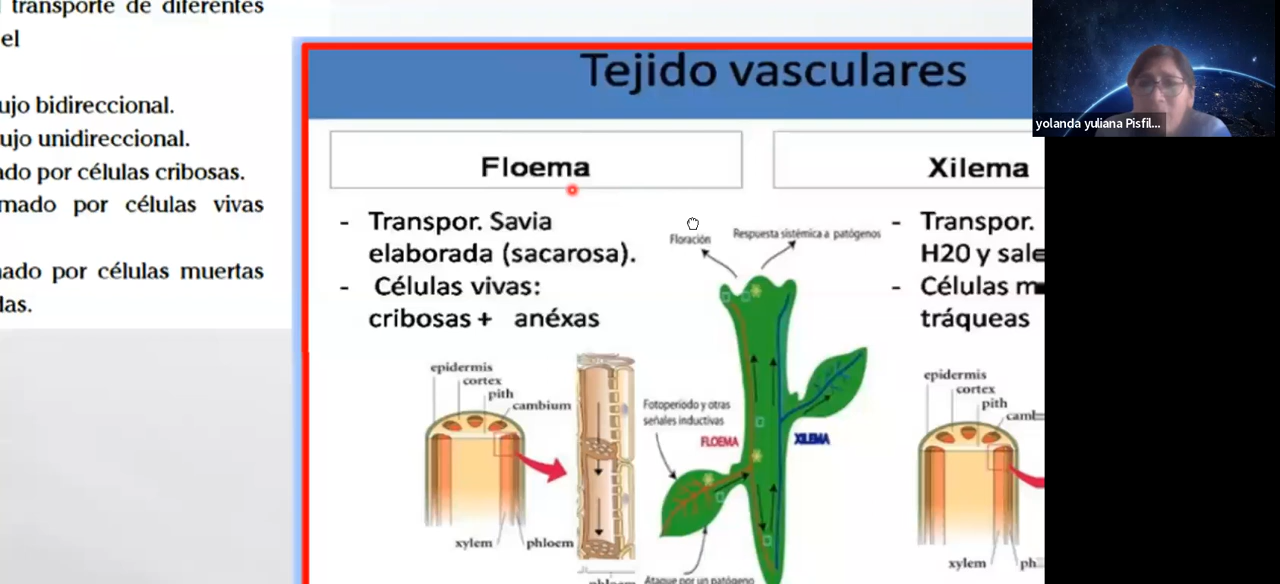 transporte de diferentes
el
ujo bidireccional.
ujo unidireccional.
ado por células cribosas.
mado por células vivas
nado por células muertas
las.
Tejido vasculares
Floema
- Transpor. Savia
elaborada (sacarosa).
- Células vivas:
cribosas + anéxas
epidermis
cortex
pith
cambium
xylem
phloem
Floración
Respuesta sistémica a patógenos
Fotoperiodo y otras
señales inductivas
FLOEMA
XILEMA
Ataque por un patógeno
Xilema
- Transpor.
H20 y sale
- Células m
tráqueas
epidermis
cortex
pith
camb
xylem
ph
yolanda yuliana Pisfil...